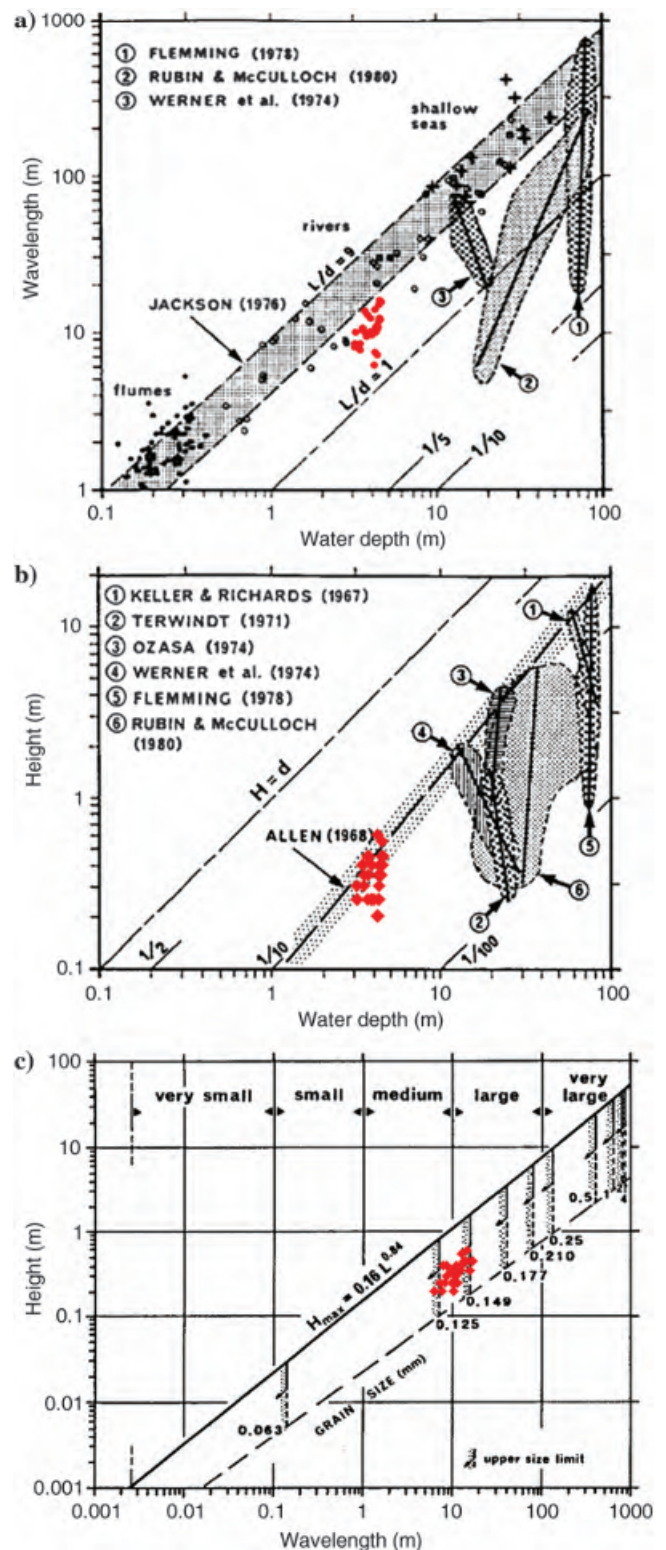 a)
1000
① FLEMMING (1978)
② RUBIN & McCULLOCH (1980)
③ WERNER et al. (1974)
shallow
seas
100
Wavelength (m)
rivers
L/d = 9
③
①
JACKSON (1976)
10
②
flumes
L/d = 1
1/5
1/10
1
0.1
1
10
100
Water depth (m)
b)
① KELLER & RICHARDS (1967)
② TERWINDT (1971)
③ OZASA (1974)
④ WERNER et al. (1974)
⑤ FLEMMING (1978)
⑥ RUBIN & McCULLOCH
(1980)
10
①
③
④
Height (m)
H = d
1
ALLEN (1968)
⑤
⑥
②
1/2
1/10
1/100
0.1
0.1
1
10
100
Water depth (m)
c)
100
very small
small
medium
large
very
large
10
Height (m)
1
Hmax = 0.16 L^0.84
0.5
0.25
0.210
0.177
0.149
0.125
0.1
GRAIN SIZE (mm)
0.063
0.01
upper size limit
0.001
0.001
0.01
0.1
1
10
100
1000
Wavelength (m)